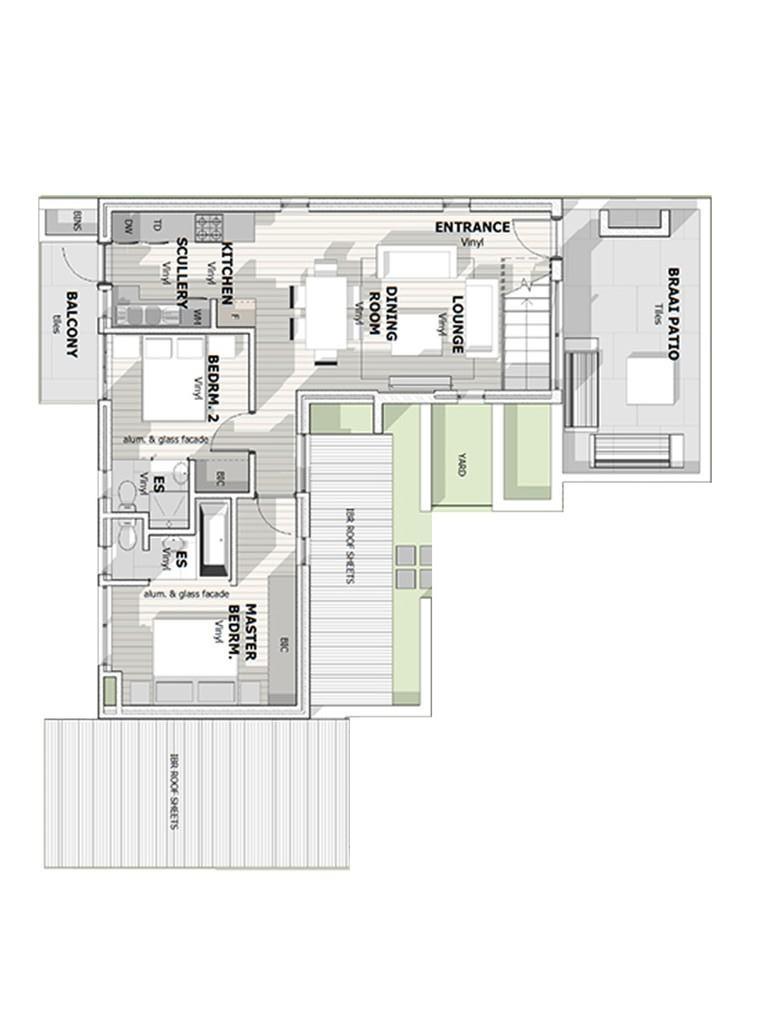 BINS
DW
TD
SCULLERY
Vinyl
KITCHEN
Vinyl
WM
F
BALCONY
tiles
DINING
ROOM
Vinyl
LOUNGE
Vinyl
ENTRANCE
Vinyl
BRAAI PATIO
Tiles
BEDRM. 2
Vinyl
alum. & glass facade
ES
Vinyl
BIC
YARD
IBR ROOF SHEETS
ES
Vinyl
alum. & glass facade
MASTER
BEDRM.
Vinyl
BIC
IBR ROOF SHEETS